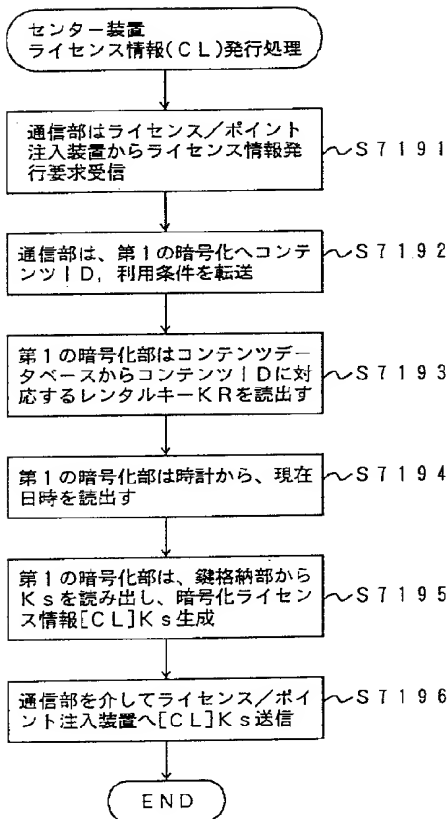 センター装置
ライセンス情報(CL)発行処理
通信部はライセンス/ポイント
注入装置からライセンス情報発
行要求受信
S7191
通信部は、第1の暗号化へコンテ
ンツID，利用条件を転送
S7192
第1の暗号化部はコンテンツデー
タベースからコンテンツIDに対
応するレンタルキーKRを読出す
S7193
第1の暗号化部は時計から、現在
日時を読出す
S7194
第1の暗号化部は、鍵格納部から
Ksを読み出し、暗号化ライセン
ス情報[CL]Ks生成
S7195
通信部を介してライセンス/ポイ
ント注入装置へ[CL]Ks送信
S7196
END